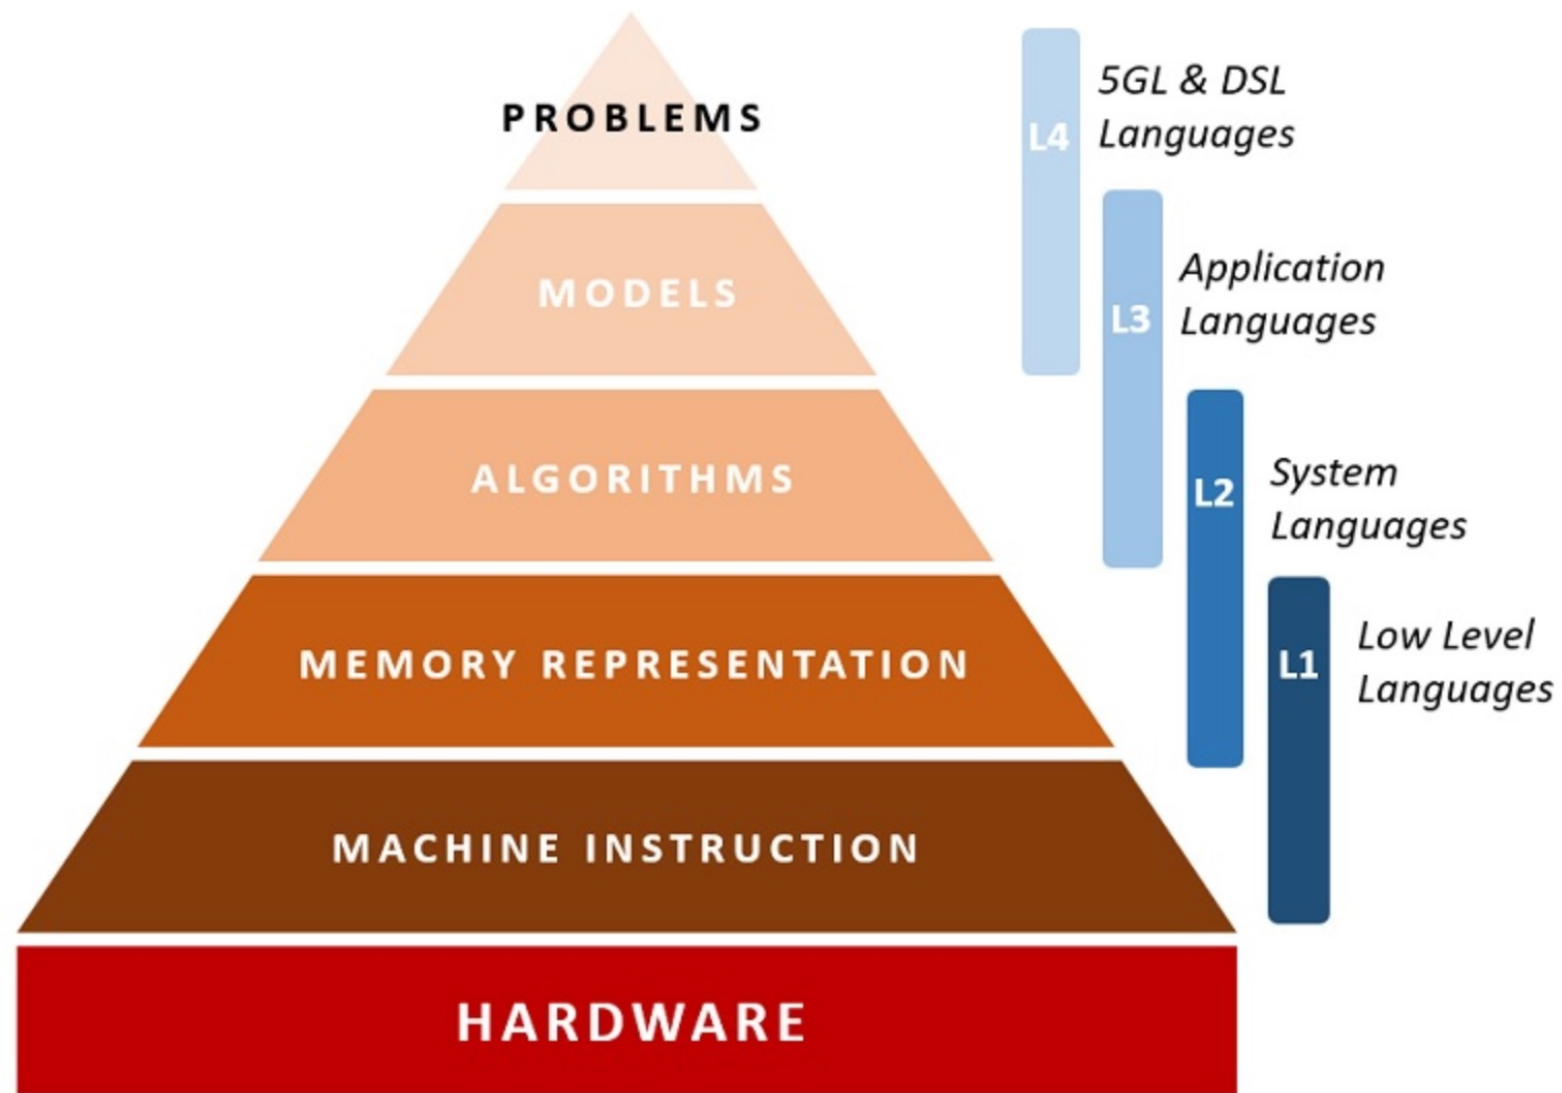 PROBLEMS
MODELS
ALGORITHMS
MEMORY REPRESENTATION
MACHINE INSTRUCTION
HARDWARE
L4
5GL & DSL
Languages
L3
Application
Languages
L2
System
Languages
L1
Low Level
Languages